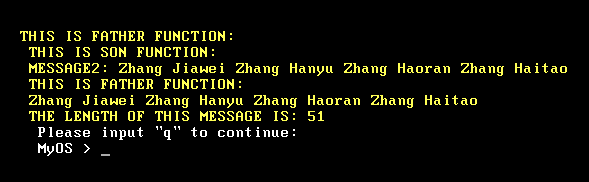 THIS IS FATHER FUNCTION:
THIS IS SON FUNCTION:
MESSAGE2: Zhang Jiawei Zhang Hanyu Zhang Haoran Zhang Haitao
THIS IS FATHER FUNCTION:
Zhang Jiawei Zhang Hanyu Zhang Haoran Zhang Haitao
THE LENGTH OF THIS MESSAGE IS: 51
Please input "q" to continue:
MyOS > _